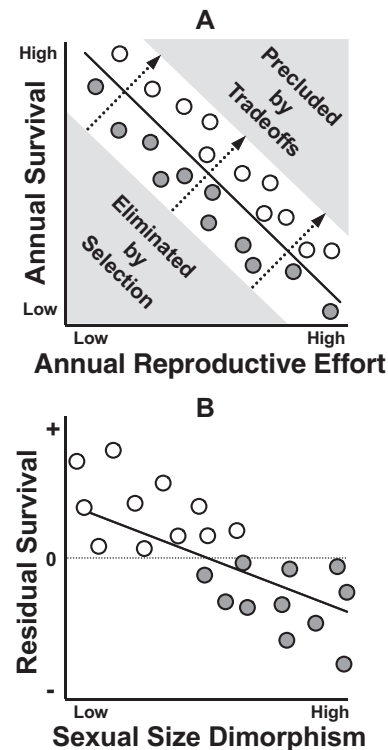 A
High
Annual Survival
Low
Precluded
by
Tradeoffs
Eliminated
by
Selection
Low
High
Annual Reproductive Effort
B
+
Residual Survival
0
-
Low
High
Sexual Size Dimorphism